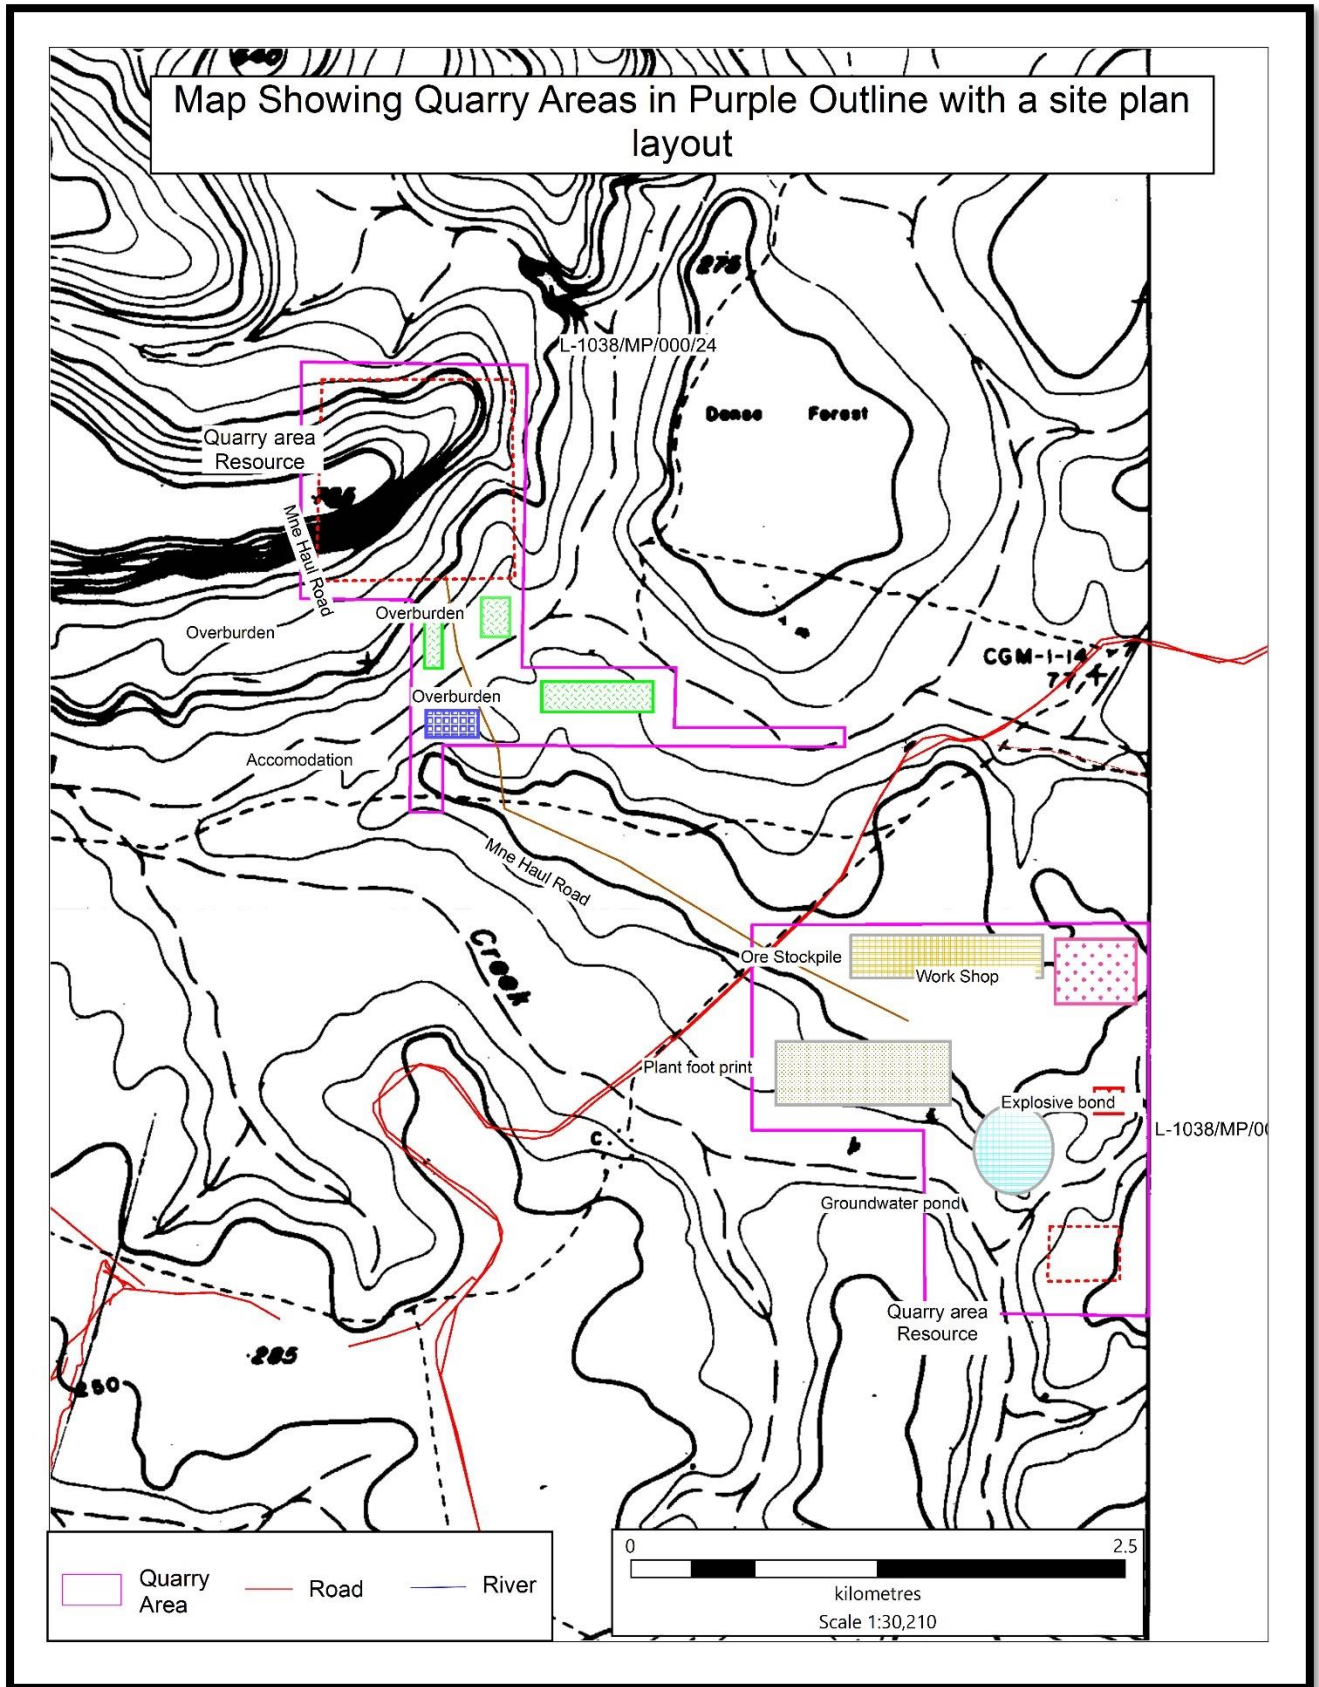 640
Map Showing Quarry Areas in Purple Outline with a site plan
layout
275
L-1038/MP/000/24
Dense Forest
Quarry area
Resource
Mne Haul Road
Overburden
Overburden
CGM-1-14
77
Overburden
Accomodation
Mne Haul Road
Creek
Ore Stockpile
Work Shop
Plant foot print
Explosive bond
L-1038/MP/00
C.
Groundwater pond
Quarry area
Resource
285
250
Quarry
Area
Road
River
0 2.5
kilometres
Scale 1:30,210